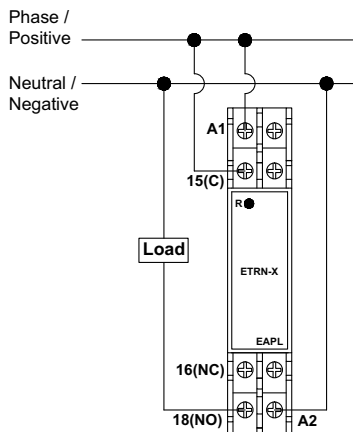 Phase /
Positive
Neutral /
Negative
A1
15(C)
R
Load
ETRN-X
EAPL
16(NC)
18(NO)
A2